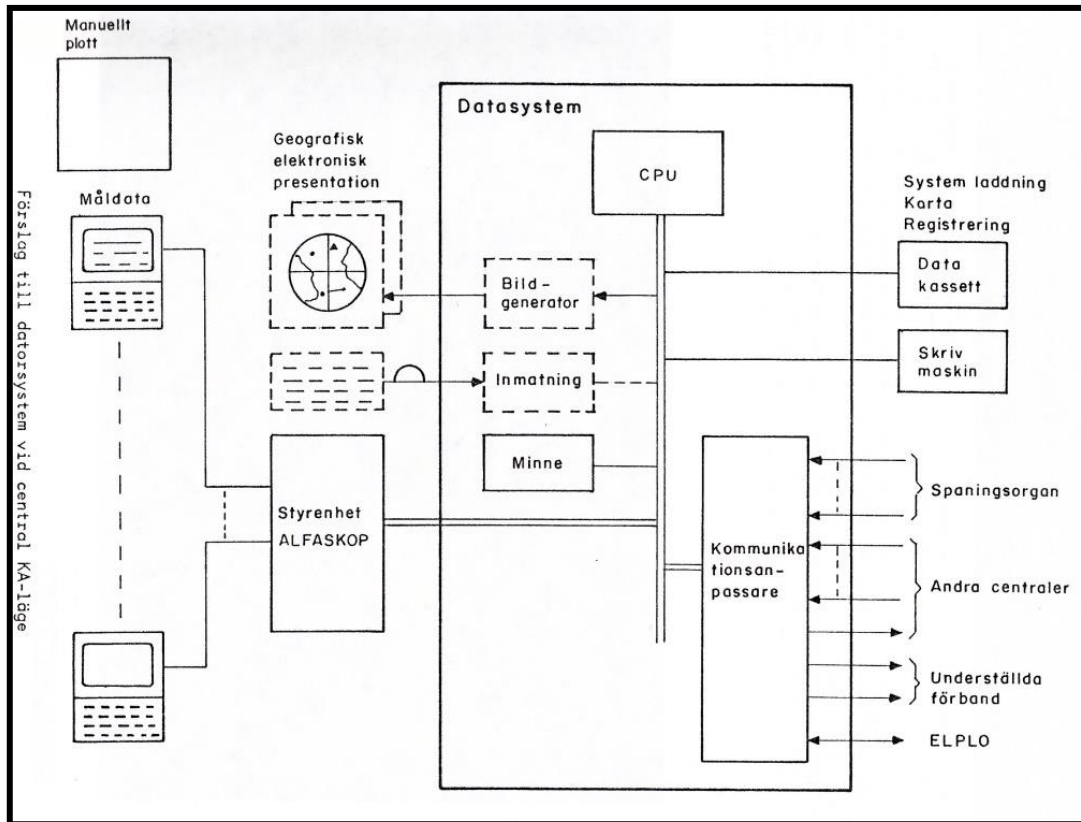 Manuellt
plott
Förslag till datorsystem vid central KA-läge
Måldata
Geografisk
elektronisk
presentation
Styrenhet
ALFASKOP
Datasystem
CPU
Bild-
generator
Inmatning
Minne
Kommunika
tionsan-
passare
System laddning
Karta
Registrering
Data
kassett
Skriv
maskin
Spaningsorgan
Andra centraler
Underställda
förband
ELPLO